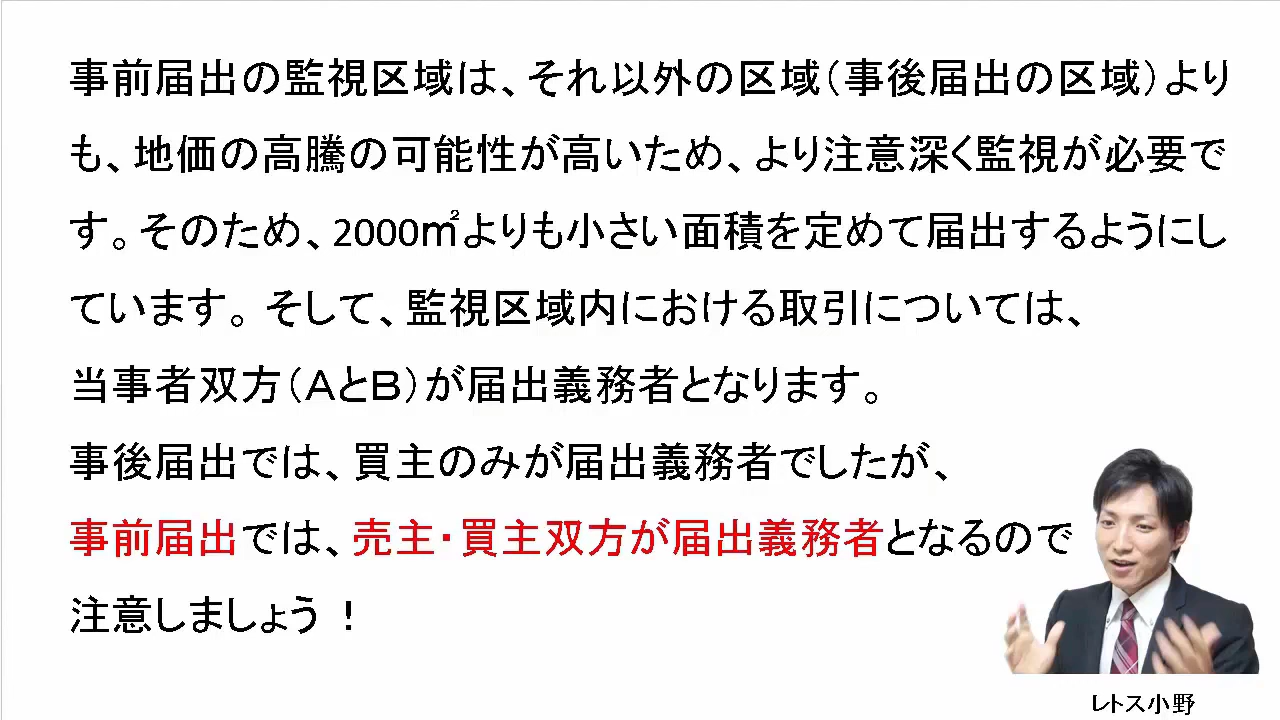 事前届出の監視区域は、それ以外の区域（事後届出の区域）より
も、地価の高騰の可能性が高いため、より注意深く監視が必要で
す。そのため、2000㎡よりも小さい面積を定めて届出するようにし
ています。そして、監視区域内における取引については、
当事者双方（ＡとＢ）が届出義務者となります。
事後届出では、買主のみが届出義務者でしたが、
事前届出では、売主・買主双方が届出義務者となるので
注意しましょう！
レトス小野